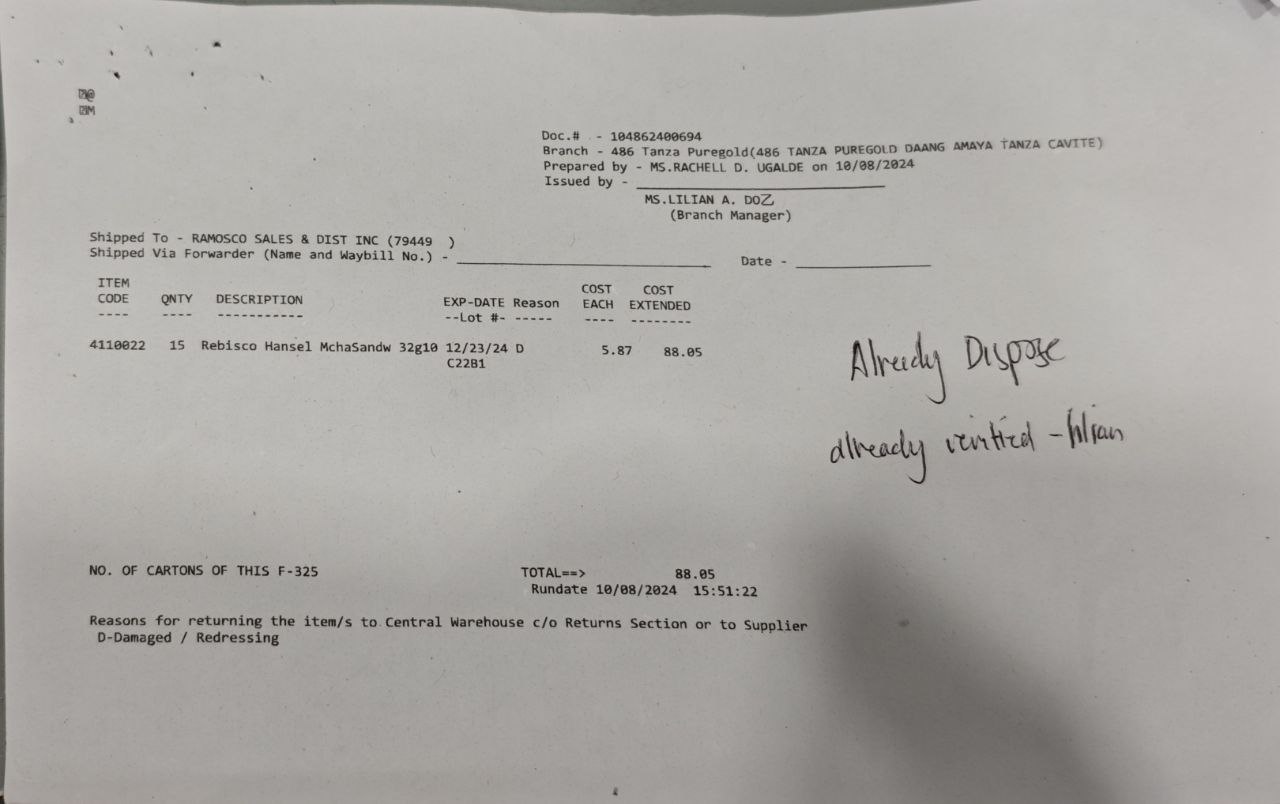 Doc.# - 104862400694
Branch - 486 Tanza Puregold(486 TANZA PUREGOLD DAANG AMAYA TANZA CAVITE)
Prepared by - MS.RACHELL D. UGALDE on 10/08/2024
Issued by - ____________________
MS.LILIAN A. DOZ
(Branch Manager)
Shipped To - RAMOSCO SALES & DIST INC (79449 )
Shipped Via Forwarder (Name and Waybill No.) - ____________________ Date - ____________________
ITEM COST COST
CODE QNTY DESCRIPTION EXP-DATE Reason EACH EXTENDED
---- ---- ----------- --Lot #- ----- ---- --------
4110022 15 Rebisco Hansel MchaSandw 32g10 12/23/24 D 5.87 88.05
C22B1
Already Dispose
already verified - lilian
NO. OF CARTONS OF THIS F-325 TOTAL==> 88.05
Rundate 10/08/2024 15:51:22
Reasons for returning the item/s to Central Warehouse c/o Returns Section or to Supplier
D-Damaged / Redressing